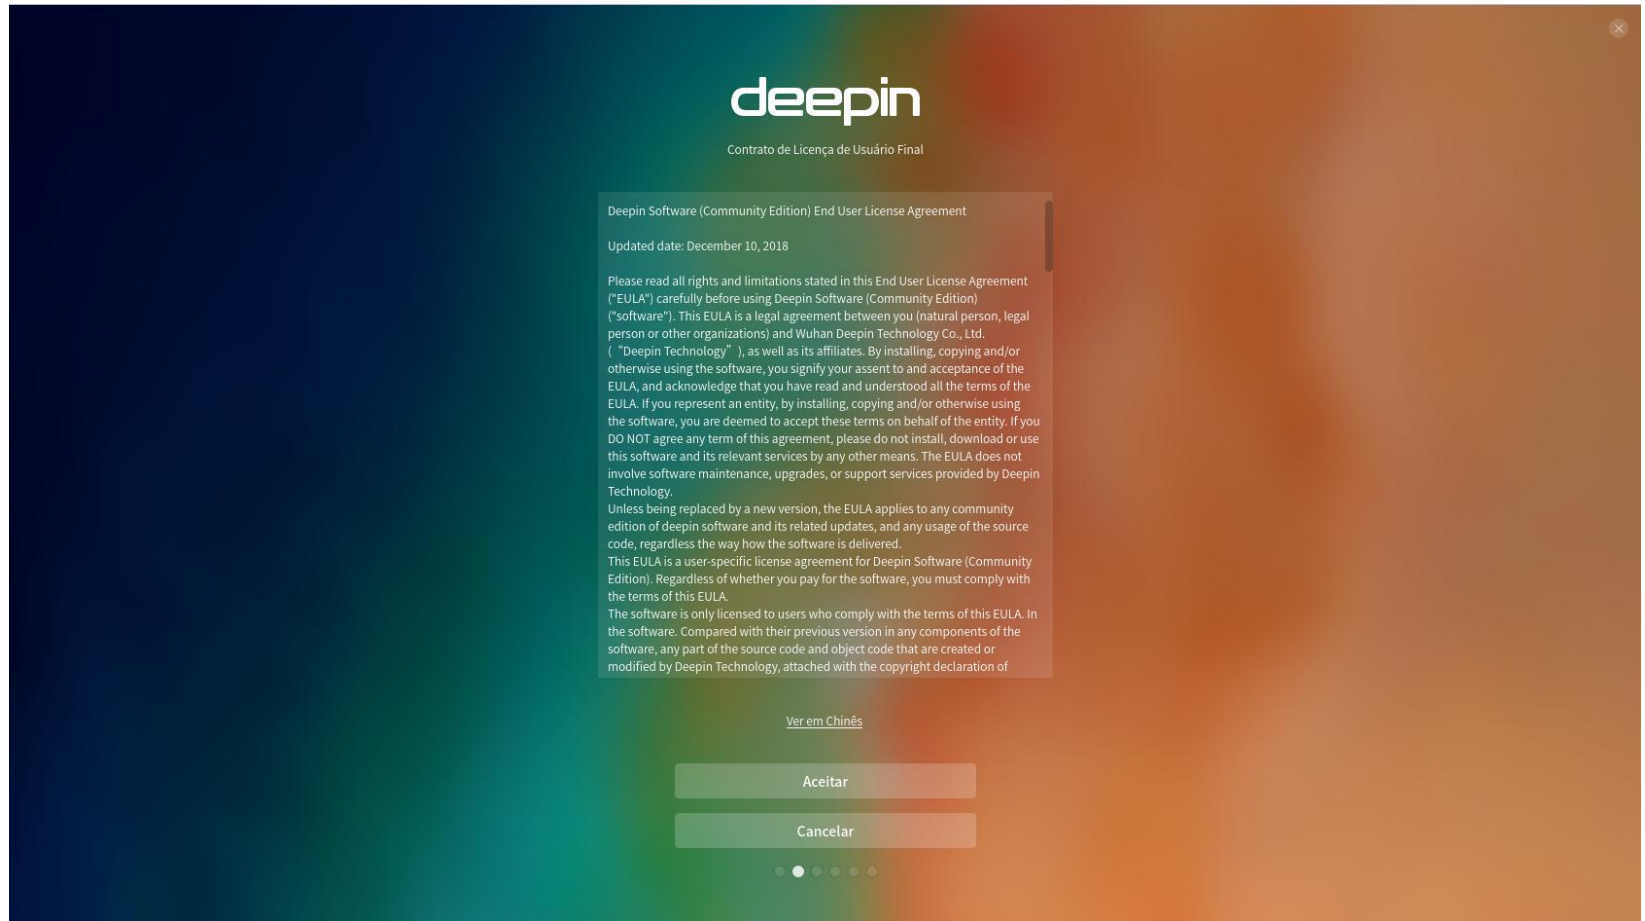 deepin
Contrato de Licença de Usuário Final
Deepin Software (Community Edition) End User License Agreement
Updated date: December 10, 2018
Please read all rights and limitations stated in this End User License Agreement
("EULA") carefully before using Deepin Software (Community Edition)
("software"). This EULA is a legal agreement between you (natural person, legal
person or other organizations) and Wuhan Deepin Technology Co., Ltd.
(“Deepin Technology”), as well as its affiliates. By installing, copying and/or
otherwise using the software, you signify your assent to and acceptance of the
EULA, and acknowledge that you have read and understood all the terms of the
EULA. If you represent an entity, by installing, copying and/or otherwise using
the software, you are deemed to accept these terms on behalf of the entity. If you
DO NOT agree any term of this agreement, please do not install, download or use
this software and its relevant services by any other means. The EULA does not
involve software maintenance, upgrades, or support services provided by Deepin
Technology.
Unless being replaced by a new version, the EULA applies to any community
edition of deepin software and its related updates, and any usage of the source
code, regardless the way how the software is delivered.
This EULA is a user-specific license agreement for Deepin Software (Community
Edition). Regardless of whether you pay for the software, you must comply with
the terms of this EULA.
The software is only licensed to users who comply with the terms of this EULA. In
the software. Compared with their previous version in any components of the
software, any part of the source code and object code that are created or
modified by Deepin Technology, attached with the copyright declaration of
Ver em Chinês
Aceitar
Cancelar